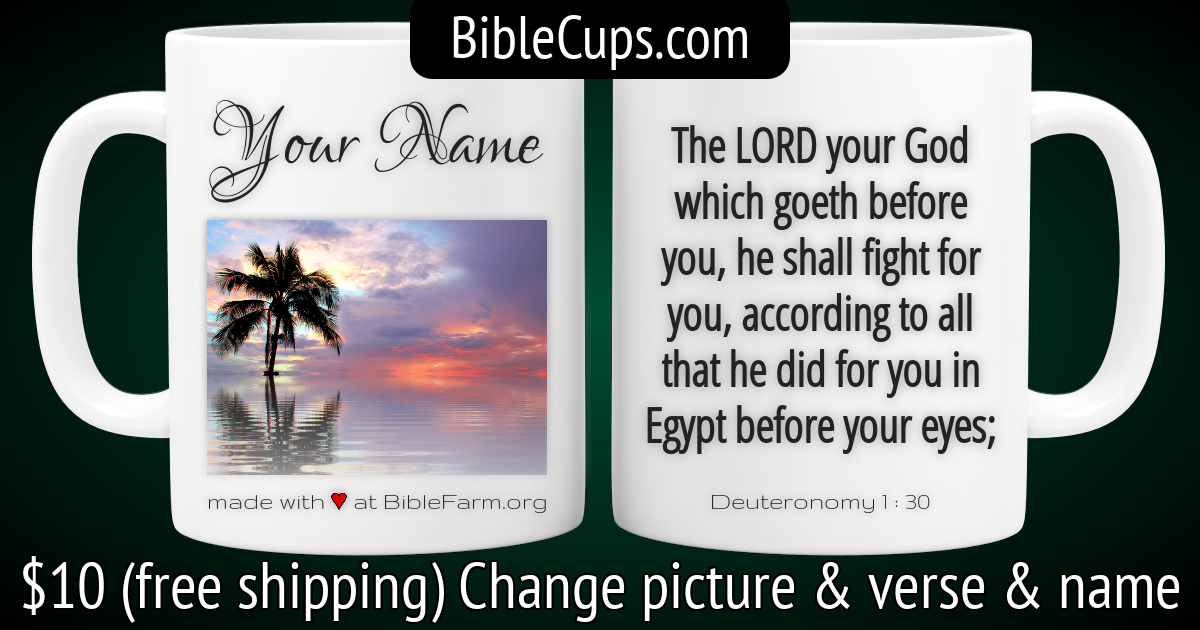 BibleCups.com
Your Name
made with ❤ at BibleFarm.org
The LORD your God
which goeth before
you, he shall fight for
you, according to all
that he did for you in
Egypt before your eyes;
Deuteronomy 1 : 30
$10 (free shipping) Change picture & verse & name